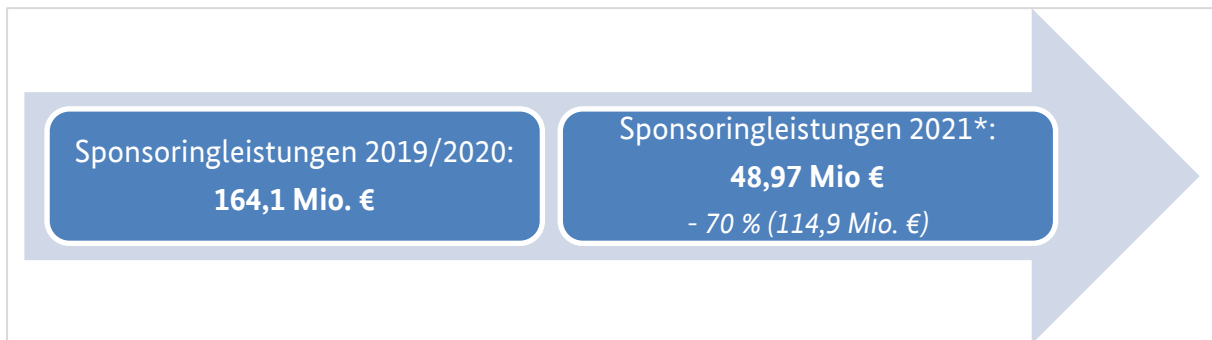 Sponsoringleistungen 2019/2020:
164,1 Mio. €
Sponsoringleistungen 2021*:
48,97 Mio €
- 70 % (114,9 Mio. €)